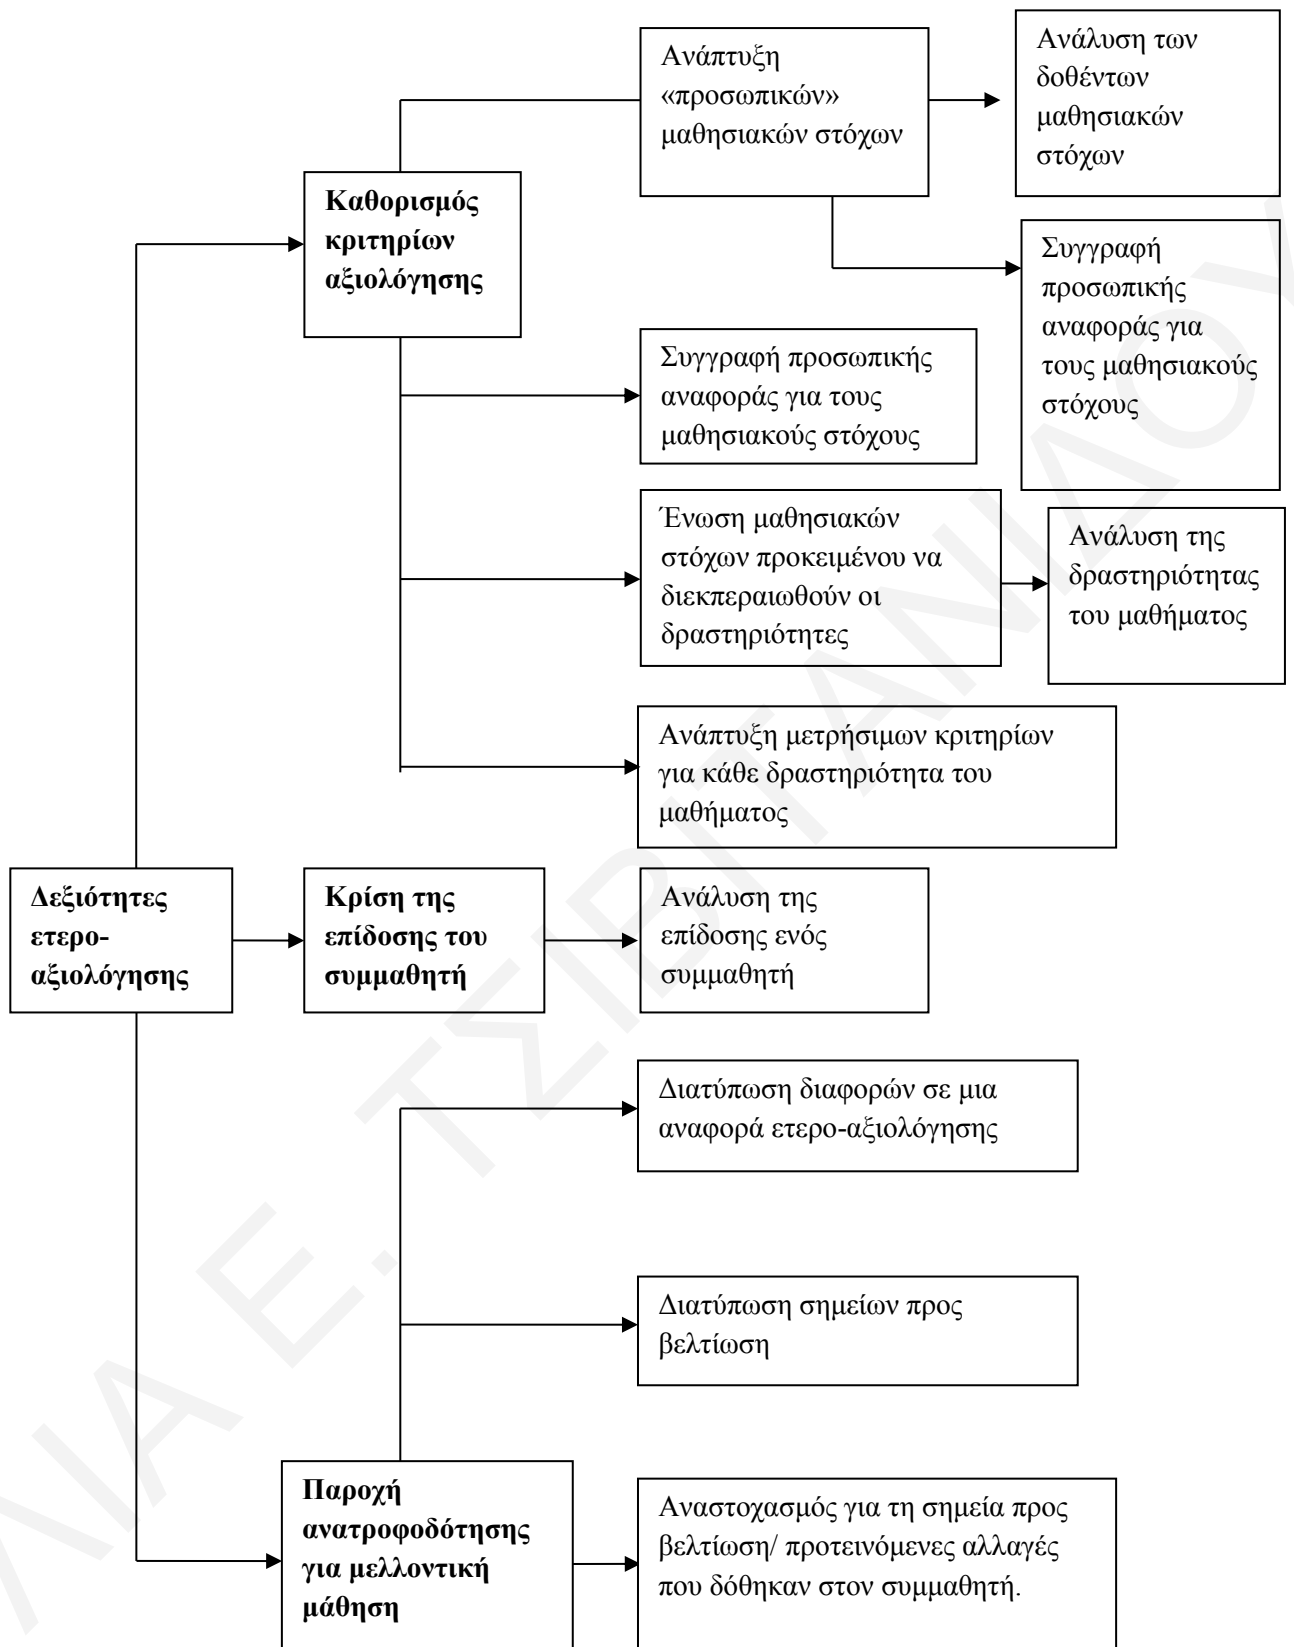 Ανάπτυξη
«προσωπικών»
μαθησιακών στόχων
Ανάλυση των
δοθέντων
μαθησιακών
στόχων
Καθορισμός
κριτηρίων
αξιολόγησης
Συγγραφή
προσωπικής
αναφοράς για
τους μαθησιακούς
στόχους
Συγγραφή προσωπικής
αναφοράς για τους
μαθησιακούς στόχους
Ένωση μαθησιακών
στόχων προκειμένου να
διεκπεραιωθούν οι
δραστηριότητες
Ανάλυση της
δραστηριότητας
του μαθήματος
Ανάπτυξη μετρήσιμων κριτηρίων
για κάθε δραστηριότητα του
μαθήματος
Δεξιότητες
ετερο-
αξιολόγησης
Κρίση της
επίδοσης του
συμμαθητή
Ανάλυση της
επίδοσης ενός
συμμαθητή
Διατύπωση διαφορών σε μια
αναφορά ετερο-αξιολόγησης
Διατύπωση σημείων προς
βελτίωση
Παροχή
ανατροφοδότησης
για μελλοντική
μάθηση
Αναστοχασμός για τη σημεία προς
βελτίωση/ προτεινόμενες αλλαγές
που δόθηκαν στον συμμαθητή.
ΛΙΑ Ε. ΤΣΙΒΙΤΑΝΙΔΟΥ